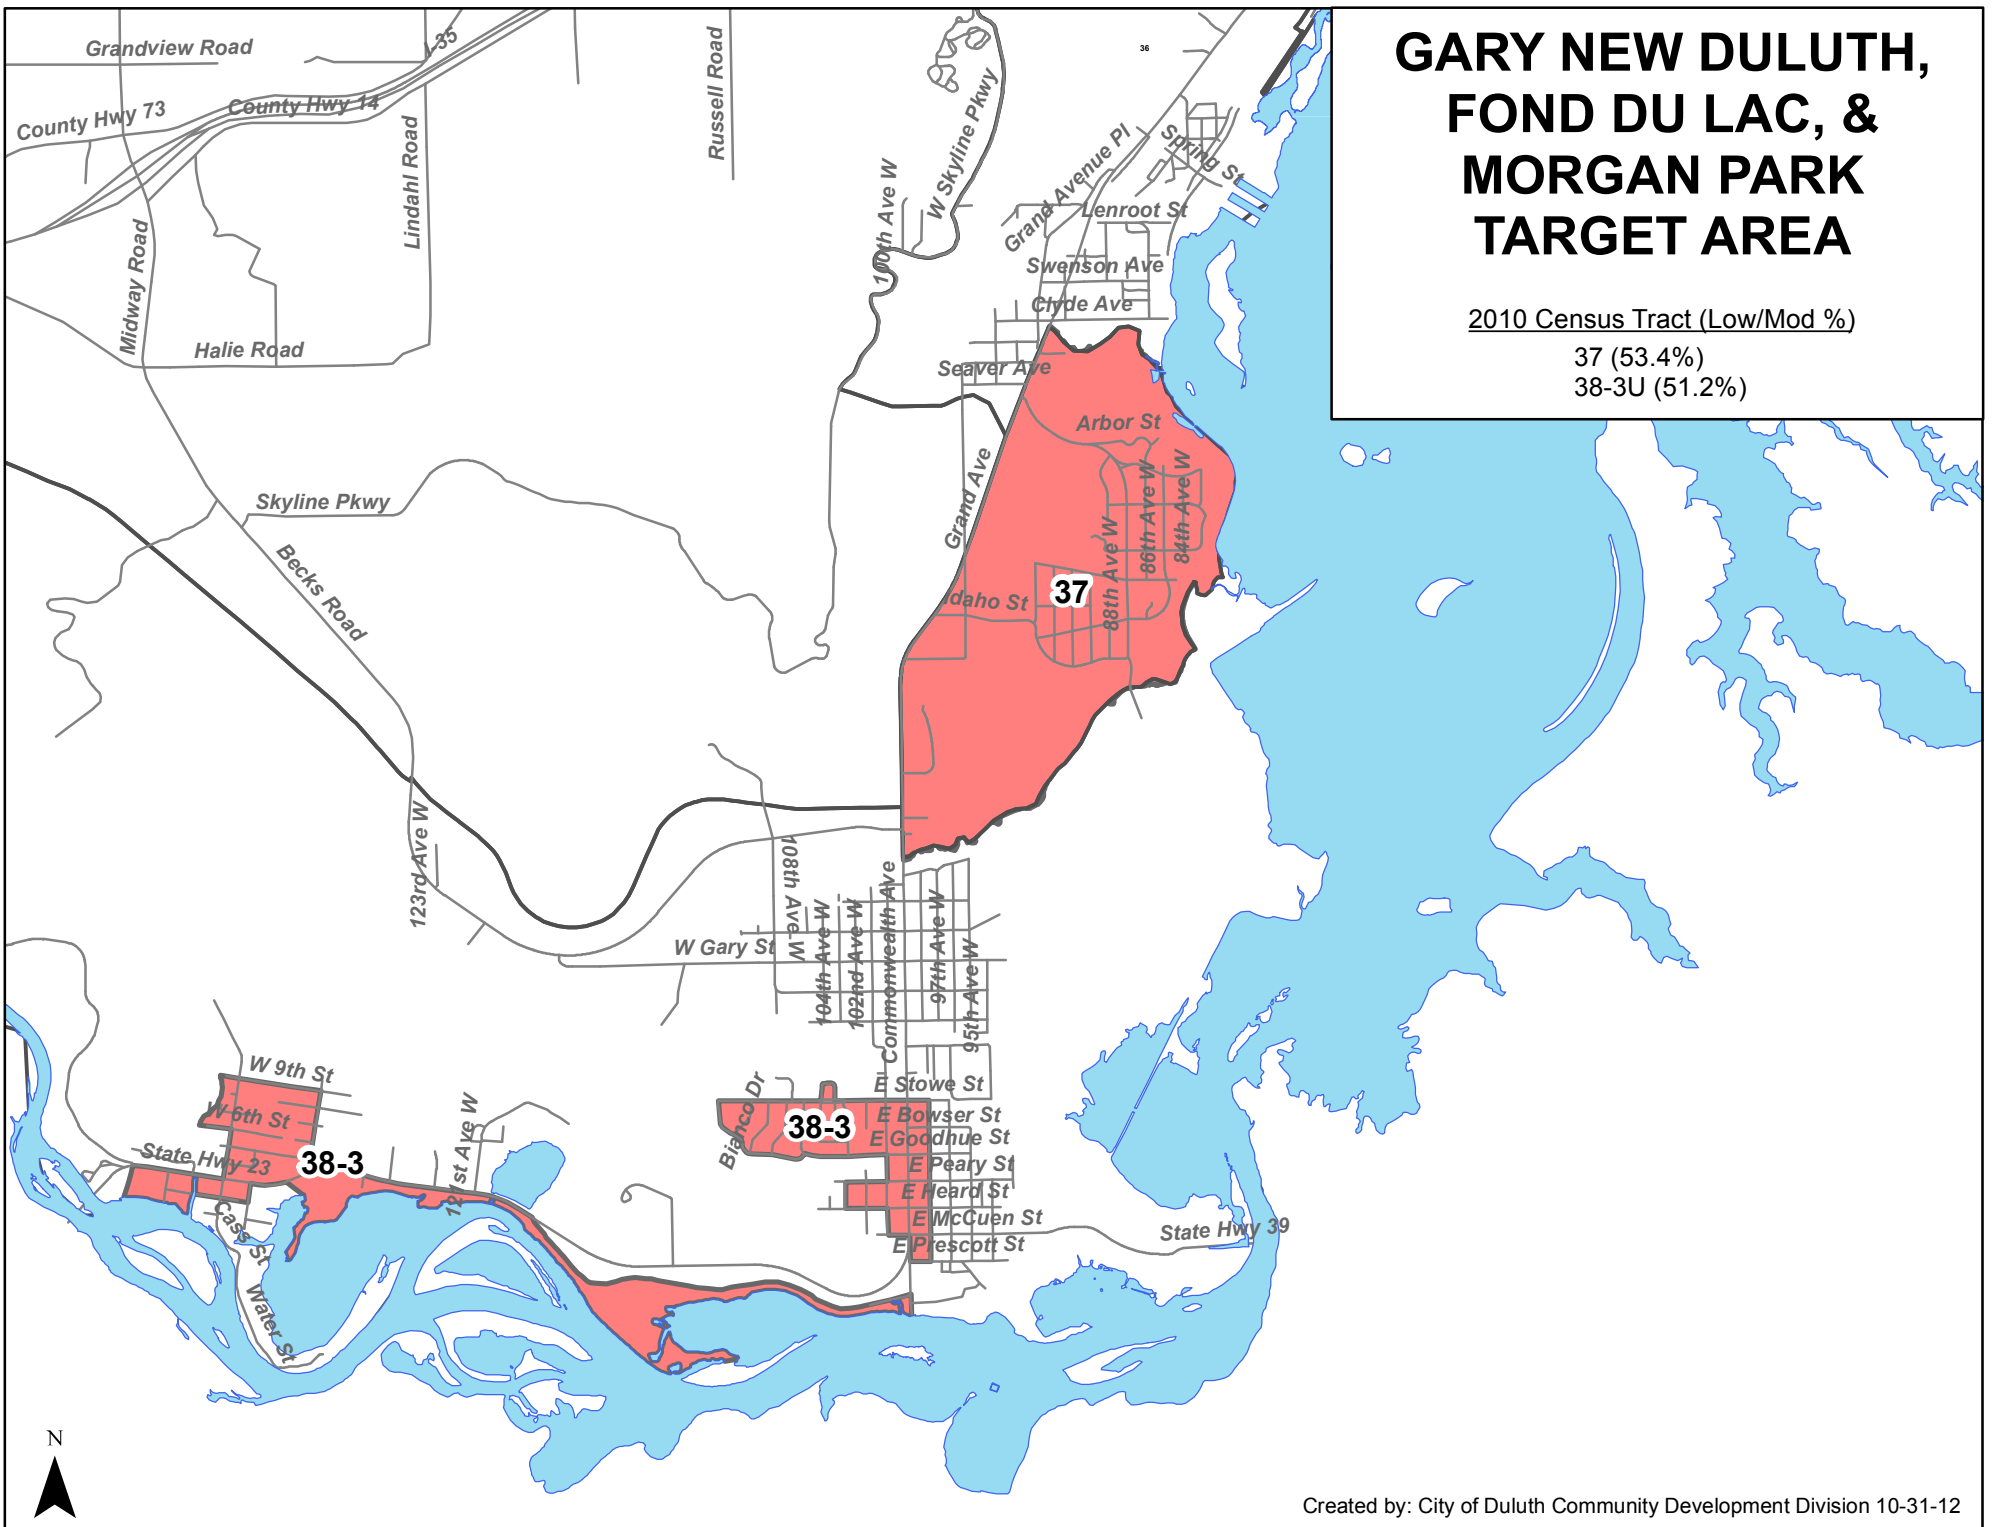 GARY NEW DULUTH,
FOND DU LAC, &
MORGAN PARK
TARGET AREA
2010 Census Tract (Low/Mod %)
37 (53.4%)
38-3U (51.2%)
Grandview Road
I-35
County Hwy 14
County Hwy 73
Russell Road
Lindahl Road
Midway Road
Halie Road
36
W Skyline Pkwy
100th Ave W
Grand Avenue Pl
Spring St
Lenroot St
Swenson Ave
Clyde Ave
Seaver Ave
Arbor St
Grand Ave
86th Ave W
84th Ave W
88th Ave W
37
Idaho St
Skyline Pkwy
Becks Road
123rd Ave W
108th Ave W
104th Ave W
102nd Ave W
Commonwealth Ave
97th Ave W
95th Ave W
W Gary St
W 9th St
W 6th St
State Hwy 23
38-3
121st Ave W
Cass St
Water St
Bianco Dr
38-3
E Stowe St
E Bowser St
E Goodhue St
E Peary St
E Heard St
E McCuen St
E Prescott St
State Hwy 39
N
Created by: City of Duluth Community Development Division 10-31-12